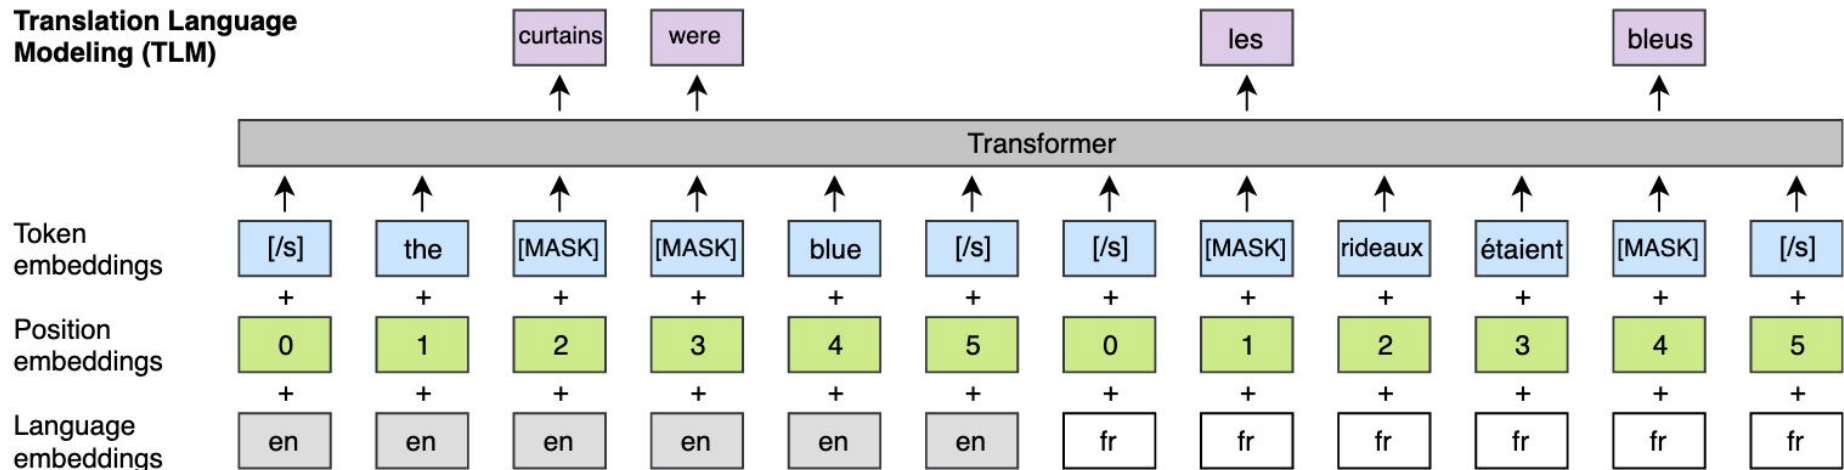 Translation Language
Modeling (TLM)
curtains were les bleus
Transformer
Token
embeddings
[/s] the [MASK] [MASK] blue [/s] [/s] [MASK] rideaux étaient [MASK] [/s]
+ + + + + + + + + + + +
Position
embeddings
0 1 2 3 4 5 0 1 2 3 4 5
+ + + + + + + + + + + +
Language
embeddings
en en en en en en fr fr fr fr fr fr